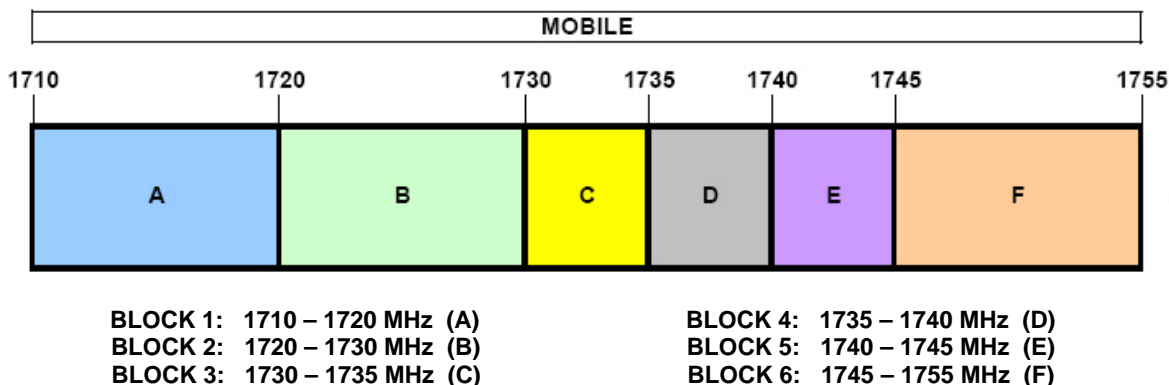 MOBILE
1710 1720 1730 1735 1740 1745 1755
A B C D E F
BLOCK 1: 1710 – 1720 MHz (A)
BLOCK 2: 1720 – 1730 MHz (B)
BLOCK 3: 1730 – 1735 MHz (C)
BLOCK 4: 1735 – 1740 MHz (D)
BLOCK 5: 1740 – 1745 MHz (E)
BLOCK 6: 1745 – 1755 MHz (F)